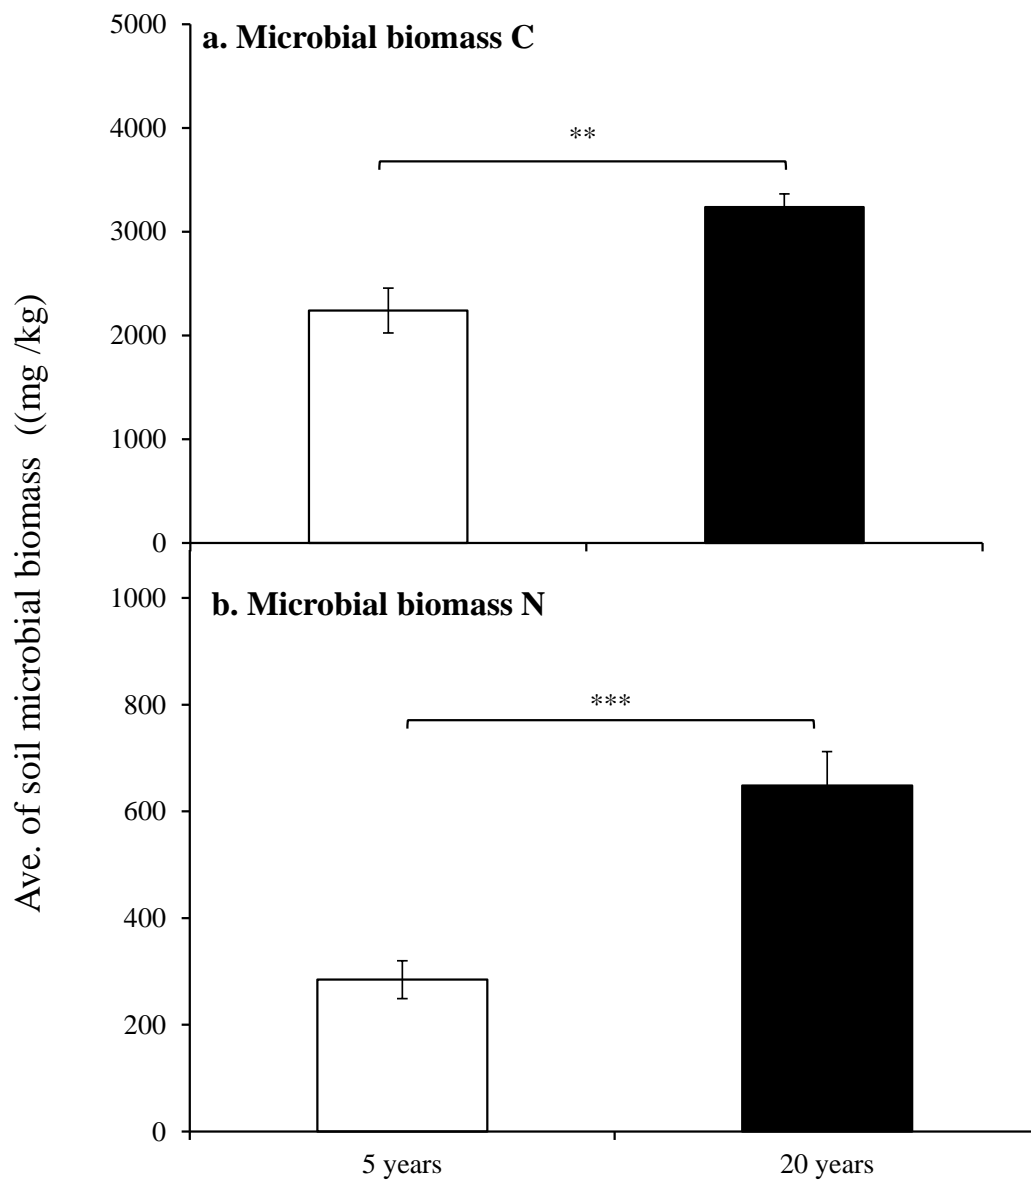 Ave. of soil microbial biomass ((mg /kg)
a. Microbial biomass C
5000
4000
3000
2000
1000
0
**
b. Microbial biomass N
1000
800
600
400
200
0
***
5 years
20 years